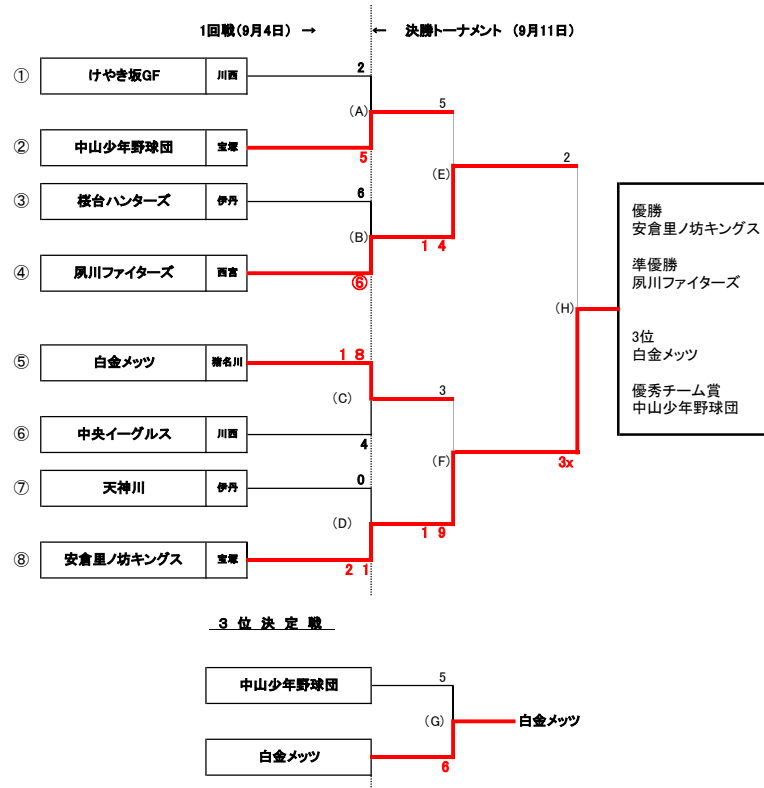 1回戦(9月4日) → ← 決勝トーナメント (9月11日)
① けやき坂GF 川西 2
(A) 5
② 中山少年野球団 宝塚 5
(E) 2
③ 桜台ハンターズ 伊丹 6
(B) 1 4
④ 夙川ファイターズ 西宮 ⑥
(H)
優勝
安倉里ノ坊キングス
準優勝
夙川ファイターズ
3位
白金メッツ
優秀チーム賞
中山少年野球団
⑤ 白金メッツ 猪名川 1 8
(C) 3
⑥ 中央イーグルス 川西 4
(F) 3x
⑦ 天神川 伊丹 0
(D) 1 9
⑧ 安倉里ノ坊キングス 宝塚 2 1
3 位 決 定 戦
中山少年野球団 5
(G) 白金メッツ
白金メッツ 6